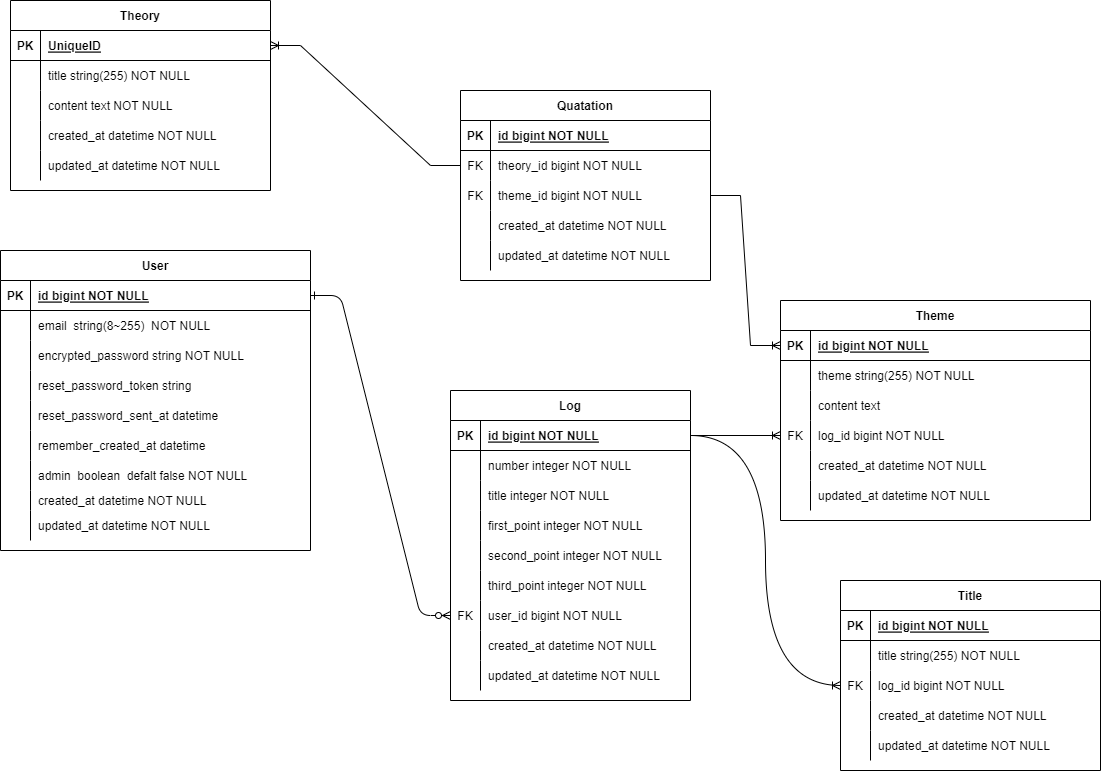 Theory
PK UniqueID
title string(255) NOT NULL
content text NOT NULL
created_at datetime NOT NULL
updated_at datetime NOT NULL
Quatation
PK id bigint NOT NULL
FK theory_id bigint NOT NULL
FK theme_id bigint NOT NULL
created_at datetime NOT NULL
updated_at datetime NOT NULL
User
PK id bigint NOT NULL
email string(8~255) NOT NULL
encrypted_password string NOT NULL
reset_password_token string
reset_password_sent_at datetime
remember_created_at datetime
admin boolean defalt false NOT NULL
created_at datetime NOT NULL
updated_at datetime NOT NULL
Theme
PK id bigint NOT NULL
theme string(255) NOT NULL
content text
FK log_id bigint NOT NULL
created_at datetime NOT NULL
updated_at datetime NOT NULL
Log
PK id bigint NOT NULL
number integer NOT NULL
title integer NOT NULL
first_point integer NOT NULL
second_point integer NOT NULL
third_point integer NOT NULL
FK user_id bigint NOT NULL
created_at datetime NOT NULL
updated_at datetime NOT NULL
Title
PK id bigint NOT NULL
title string(255) NOT NULL
FK log_id bigint NOT NULL
created_at datetime NOT NULL
updated_at datetime NOT NULL